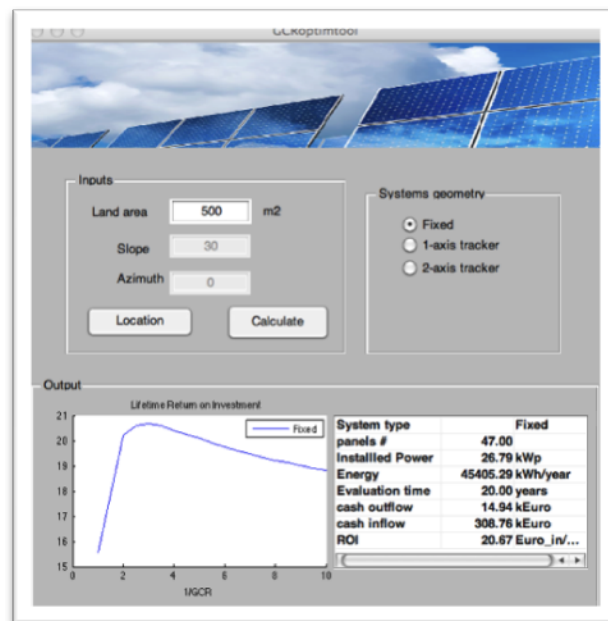 GCRoptimtool
Inputs
Land area 500 m2
Slope 30
Azimuth 0
Location Calculate
Systems geometry
Fixed
1-axis tracker
2-axis tracker
Output
Lifetime Return on Investment
Fixed
21
20
19
18
17
16
15
0 2 4 6 8 10
1/GCR
System type Fixed
panels # 47.00
Installled Power 26.79 kWp
Energy 45405.29 kWh/year
Evaluation time 20.00 years
cash outflow 14.94 kEuro
cash inflow 308.76 kEuro
ROI 20.67 Euro_in/...